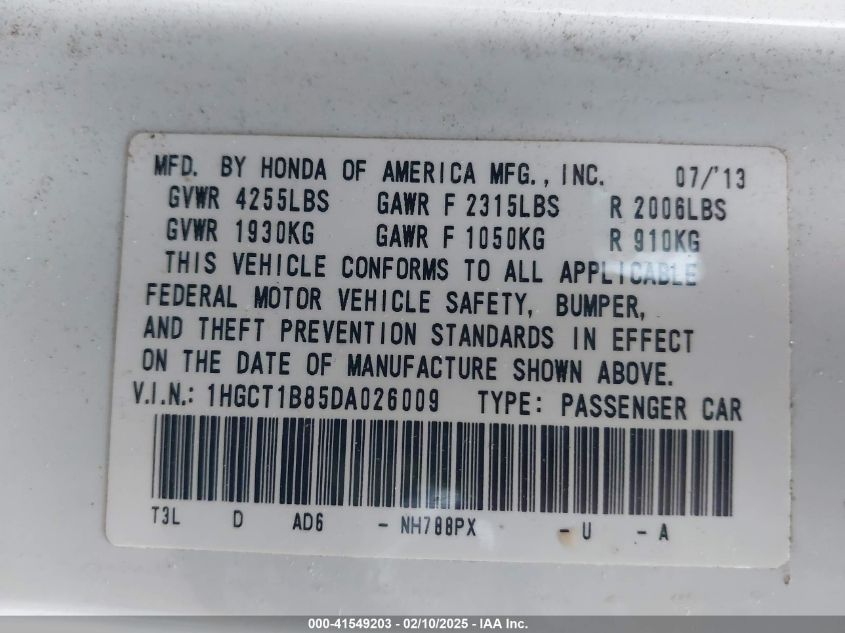 MFD. BY HONDA OF AMERICA MFG., INC. 07/'13
GVWR 4255LBS GAWR F 2315LBS R 2006LBS
GVWR 1930KG GAWR F 1050KG R 910KG
THIS VEHICLE CONFORMS TO ALL APPLICABLE
FEDERAL MOTOR VEHICLE SAFETY, BUMPER,
AND THEFT PREVENTION STANDARDS IN EFFECT
ON THE DATE OF MANUFACTURE SHOWN ABOVE.
V.I.N.: 1HGCT1B85DA026009 TYPE: PASSENGER CAR
T3L D AD6 - NH788PX - U - A
000-41549203 - 02/10/2025 - IAA Inc.